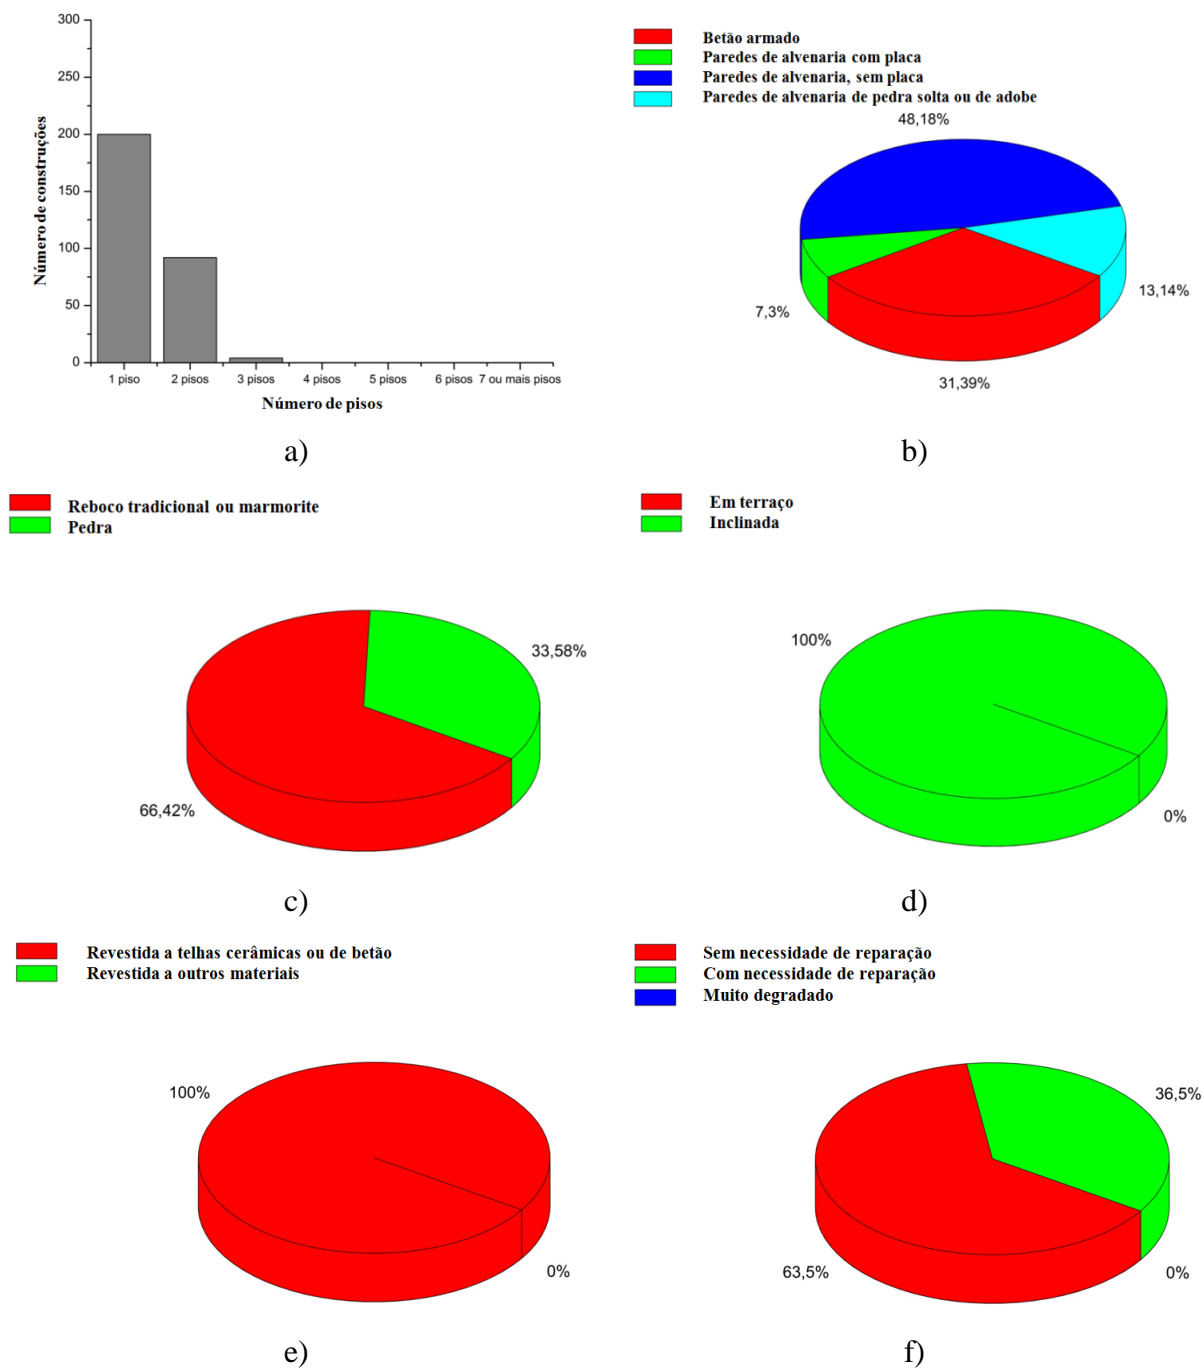 300
250
200
150
100
50
0
Número de construções
1 piso
2 pisos
3 pisos
4 pisos
5 pisos
6 pisos
7 ou mais pisos
Número de pisos
a)
Betão armado
Paredes de alvenaria com placa
Paredes de alvenaria, sem placa
Paredes de alvenaria de pedra solta ou de adobe
48,18%
13,14%
7,3%
31,39%
b)
Reboco tradicional ou marmorite
Pedra
33,58%
66,42%
c)
Em terraço
Inclinada
100%
0%
d)
Revestida a telhas cerâmicas ou de betão
Revestida a outros materiais
100%
0%
e)
Sem necessidade de reparação
Com necessidade de reparação
Muito degradado
36,5%
63,5%
0%
f)